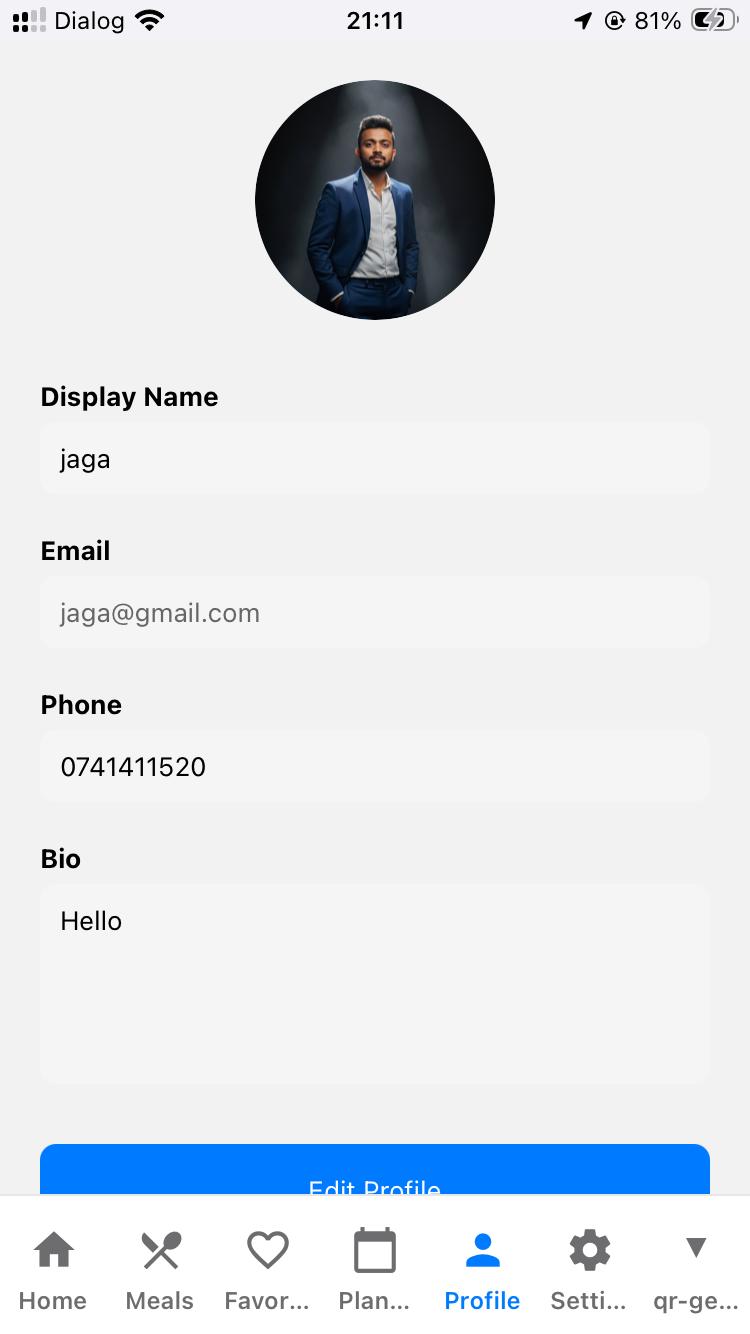 Dialog 21:11 81%
Display Name
jaga
Email
jaga@gmail.com
Phone
0741411520
Bio
Hello
Edit Profile
Home Meals Favor... Plan... Profile Setti... qr-ge...